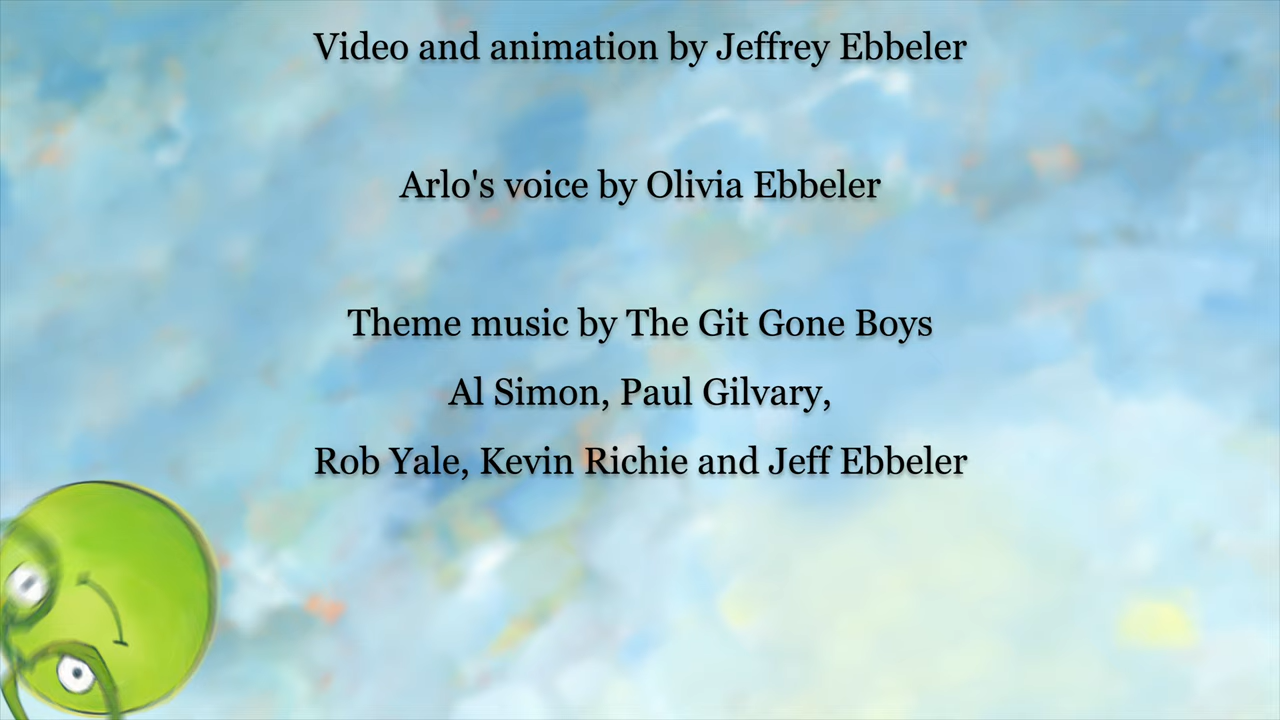 Video and animation by Jeffrey Ebbeler
Arlo's voice by Olivia Ebbeler
Theme music by The Git Gone Boys
Al Simon, Paul Gilvary,
Rob Yale, Kevin Richie and Jeff Ebbeler